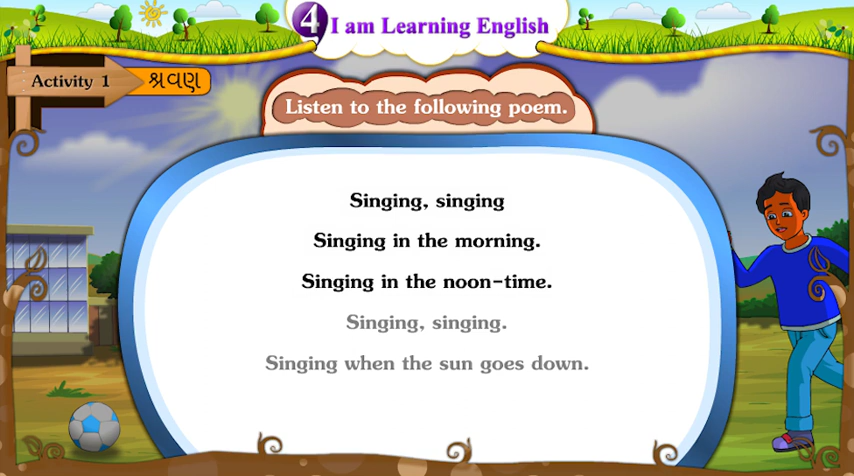 4 I am Learning English
Activity 1 શ્રવણ
Listen to the following poem.
Singing, singing
Singing in the morning.
Singing in the noon-time.
Singing, singing.
Singing when the sun goes down.